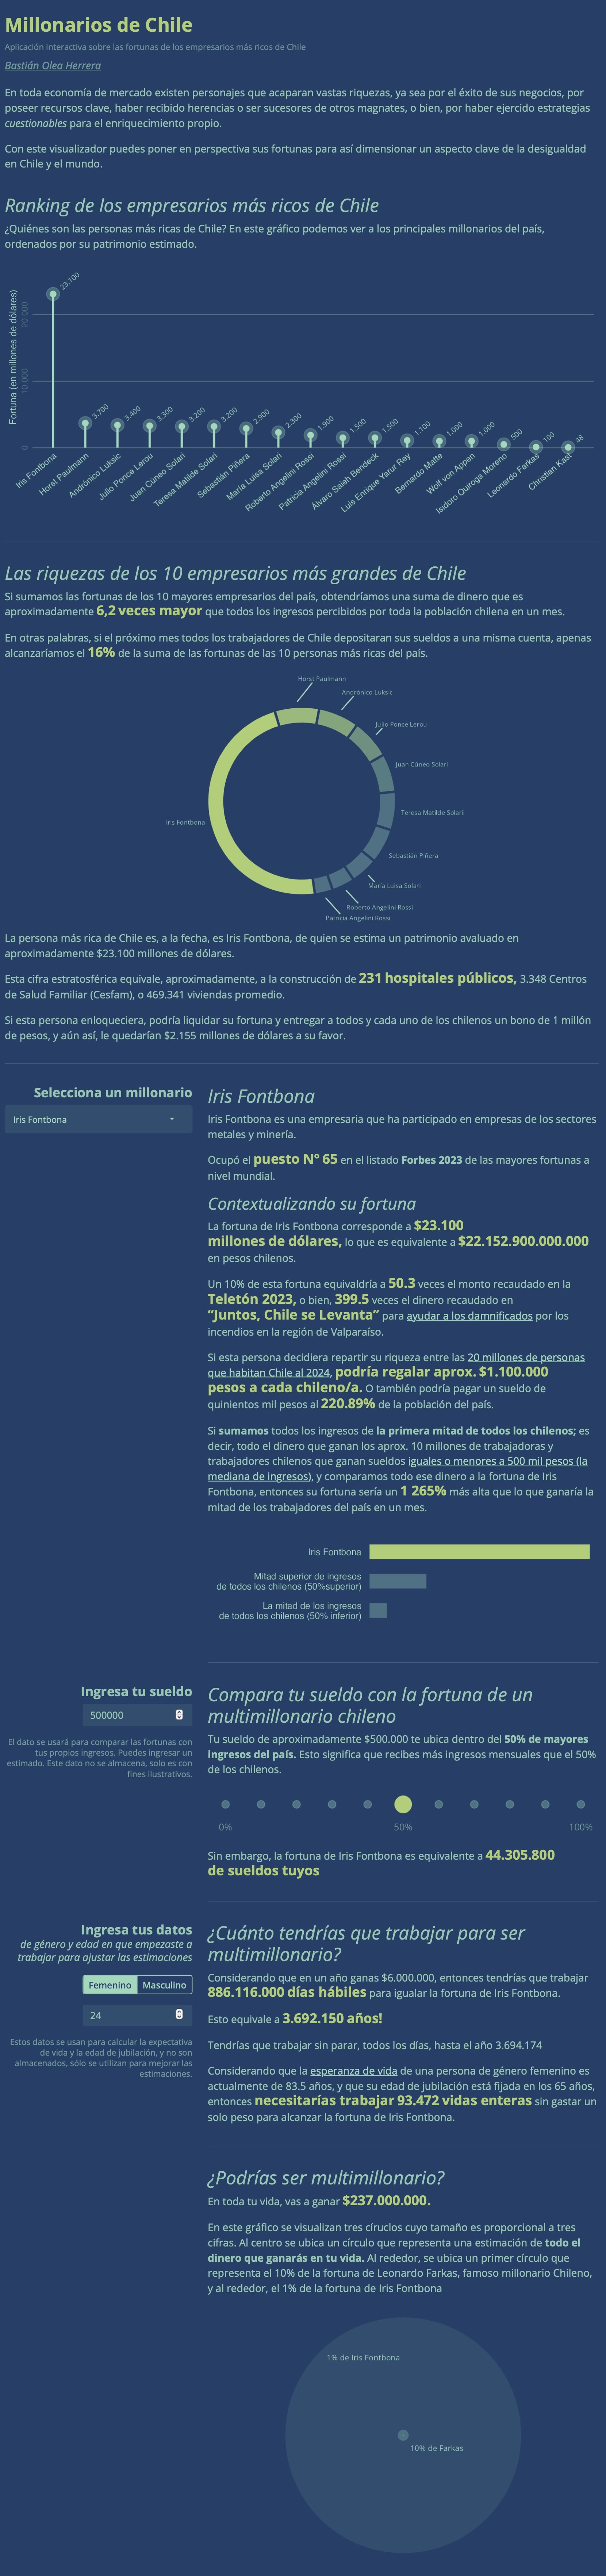 Millonarios de Chile
Aplicación interactiva sobre las fortunas de los empresarios más ricos de Chile
Bastián Olea Herrera
En toda economía de mercado existen personajes que acaparan vastas riquezas, ya sea por el éxito de sus negocios, por
poseer recursos clave, haber recibido herencias o ser sucesores de otros magnates, o bien, por haber ejercido estrategias
cuestionables para el enriquecimiento propio.
Con este visualizador puedes poner en perspectiva sus fortunas para así dimensionar un aspecto clave de la desigualdad
en Chile y el mundo.
Ranking de los empresarios más ricos de Chile
¿Quiénes son las personas más ricas de Chile? En este gráfico podemos ver a los principales millonarios del país,
ordenados por su patrimonio estimado.
Fortuna (en millones de dólares)
20.000
10.000
0
23.100
3.700
3.400
3.300
3.200
3.200
2.900
2.300
1.900
1.500
1.500
1.100
1.000
1.000
500
100
48
Iris Fontbona
Horst Paulmann
Andrónico Luksic
Julio Ponce Lerou
Juan Cúneo Solari
Teresa Matilde Solari
Sebastián Piñera
María Luisa Solari
Roberto Angelini Rossi
Patricia Angelini Rossi
Álvaro Saieh Bendeck
Luis Enrique Yarur Rey
Bernardo Matte
Wolf von Appen
Isidoro Quiroga Moreno
Leonardo Farkas
Christian Kast
Las riquezas de los 10 empresarios más grandes de Chile
Si sumamos las fortunas de los 10 mayores empresarios del país, obtendríamos una suma de dinero que es
aproximadamente 6,2 veces mayor que todos los ingresos percibidos por toda la población chilena en un mes.
En otras palabras, si el próximo mes todos los trabajadores de Chile depositaran sus sueldos a una misma cuenta, apenas
alcanzaríamos el 16% de la suma de las fortunas de las 10 personas más ricas del país.
Horst Paulmann
Andrónico Luksic
Julio Ponce Lerou
Juan Cúneo Solari
Teresa Matilde Solari
Iris Fontbona
Sebastián Piñera
María Luisa Solari
Roberto Angelini Rossi
Patricia Angelini Rossi
La persona más rica de Chile es, a la fecha, es Iris Fontbona, de quien se estima un patrimonio avaluado en
aproximadamente $23.100 millones de dólares.
Esta cifra estratosférica equivale, aproximadamente, a la construcción de 231 hospitales públicos, 3.348 Centros
de Salud Familiar (Cesfam), o 469.341 viviendas promedio.
Si esta persona enloqueciera, podría liquidar su fortuna y entregar a todos y cada uno de los chilenos un bono de 1 millón
de pesos, y aún así, le quedarían $2.155 millones de dólares a su favor.
Selecciona un millonario
Iris Fontbona
Iris Fontbona
Iris Fontbona es una empresaria que ha participado en empresas de los sectores
metales y minería.
Ocupó el puesto N° 65 en el listado Forbes 2023 de las mayores fortunas a
nivel mundial.
Contextualizando su fortuna
La fortuna de Iris Fontbona corresponde a $23.100
millones de dólares, lo que es equivalente a $22.152.900.000.000
en pesos chilenos.
Un 10% de esta fortuna equivaldría a 50.3 veces el monto recaudado en la
Teletón 2023, o bien, 399.5 veces el dinero recaudado en
“Juntos, Chile se Levanta” para ayudar a los damnificados por los
incendios en la región de Valparaíso.
Si esta persona decidiera repartir su riqueza entre las 20 millones de personas
que habitan Chile al 2024, podría regalar aprox. $1.100.000
pesos a cada chileno/a. O también podría pagar un sueldo de
quinientos mil pesos al 220.89% de la población del país.
Si sumamos todos los ingresos de la primera mitad de todos los chilenos; es
decir, todo el dinero que ganan los aprox. 10 millones de trabajadoras y
trabajadores chilenos que ganan sueldos iguales o menores a 500 mil pesos (la
mediana de ingresos), y comparamos todo ese dinero a la fortuna de Iris
Fontbona, entonces su fortuna sería un 1 265% más alta que lo que ganaría la
mitad de los trabajadores del país en un mes.
Iris Fontbona
Mitad superior de ingresos
de todos los chilenos (50%superior)
La mitad de los ingresos
de todos los chilenos (50% inferior)
Ingresa tu sueldo
500000
El dato se usará para comparar las fortunas con
tus propios ingresos. Puedes ingresar un
estimado. Este dato no se almacena, solo es con
fines ilustrativos.
Compara tu sueldo con la fortuna de un
multimillonario chileno
Tu sueldo de aproximadamente $500.000 te ubica dentro del 50% de mayores
ingresos del país. Esto significa que recibes más ingresos mensuales que el 50%
de los chilenos.
0%
50%
100%
Sin embargo, la fortuna de Iris Fontbona es equivalente a 44.305.800
de sueldos tuyos
Ingresa tus datos
de género y edad en que empezaste a
trabajar para ajustar las estimaciones
Femenino Masculino
24
Estos datos se usan para calcular la expectativa
de vida y la edad de jubilación, y no son
almacenados, sólo se utilizan para mejorar las
estimaciones.
¿Cuánto tendrías que trabajar para ser
multimillonario?
Considerando que en un año ganas $6.000.000, entonces tendrías que trabajar
886.116.000 días hábiles para igualar la fortuna de Iris Fontbona.
Esto equivale a 3.692.150 años!
Tendrías que trabajar sin parar, todos los días, hasta el año 3.694.174
Considerando que la esperanza de vida de una persona de género femenino es
actualmente de 83.5 años, y que su edad de jubilación está fijada en los 65 años,
entonces necesitarías trabajar 93.472 vidas enteras sin gastar un
solo peso para alcanzar la fortuna de Iris Fontbona.
¿Podrías ser multimillonario?
En toda tu vida, vas a ganar $237.000.000.
En este gráfico se visualizan tres círuclos cuyo tamaño es proporcional a tres
cifras. Al centro se ubica un círculo que representa una estimación de todo el
dinero que ganarás en tu vida. Al rededor, se ubica un primer círculo que
representa el 10% de la fortuna de Leonardo Farkas, famoso millonario Chileno,
y al rededor, el 1% de la fortuna de Iris Fontbona
1% de Iris Fontbona
10% de Farkas